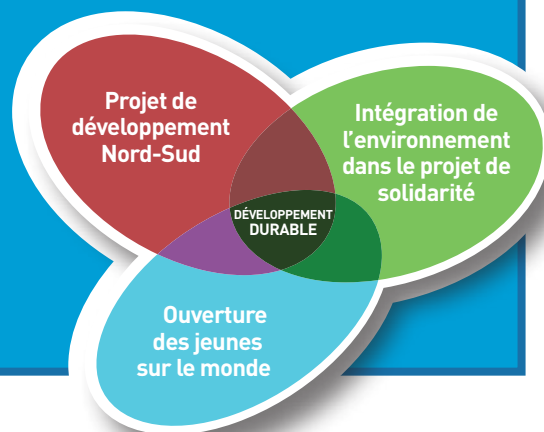 Projet de
développement
Nord-Sud
Intégration de
l'environnement
dans le projet de
solidarité
DÉVELOPPEMENT
DURABLE
Ouverture
des jeunes
sur le monde